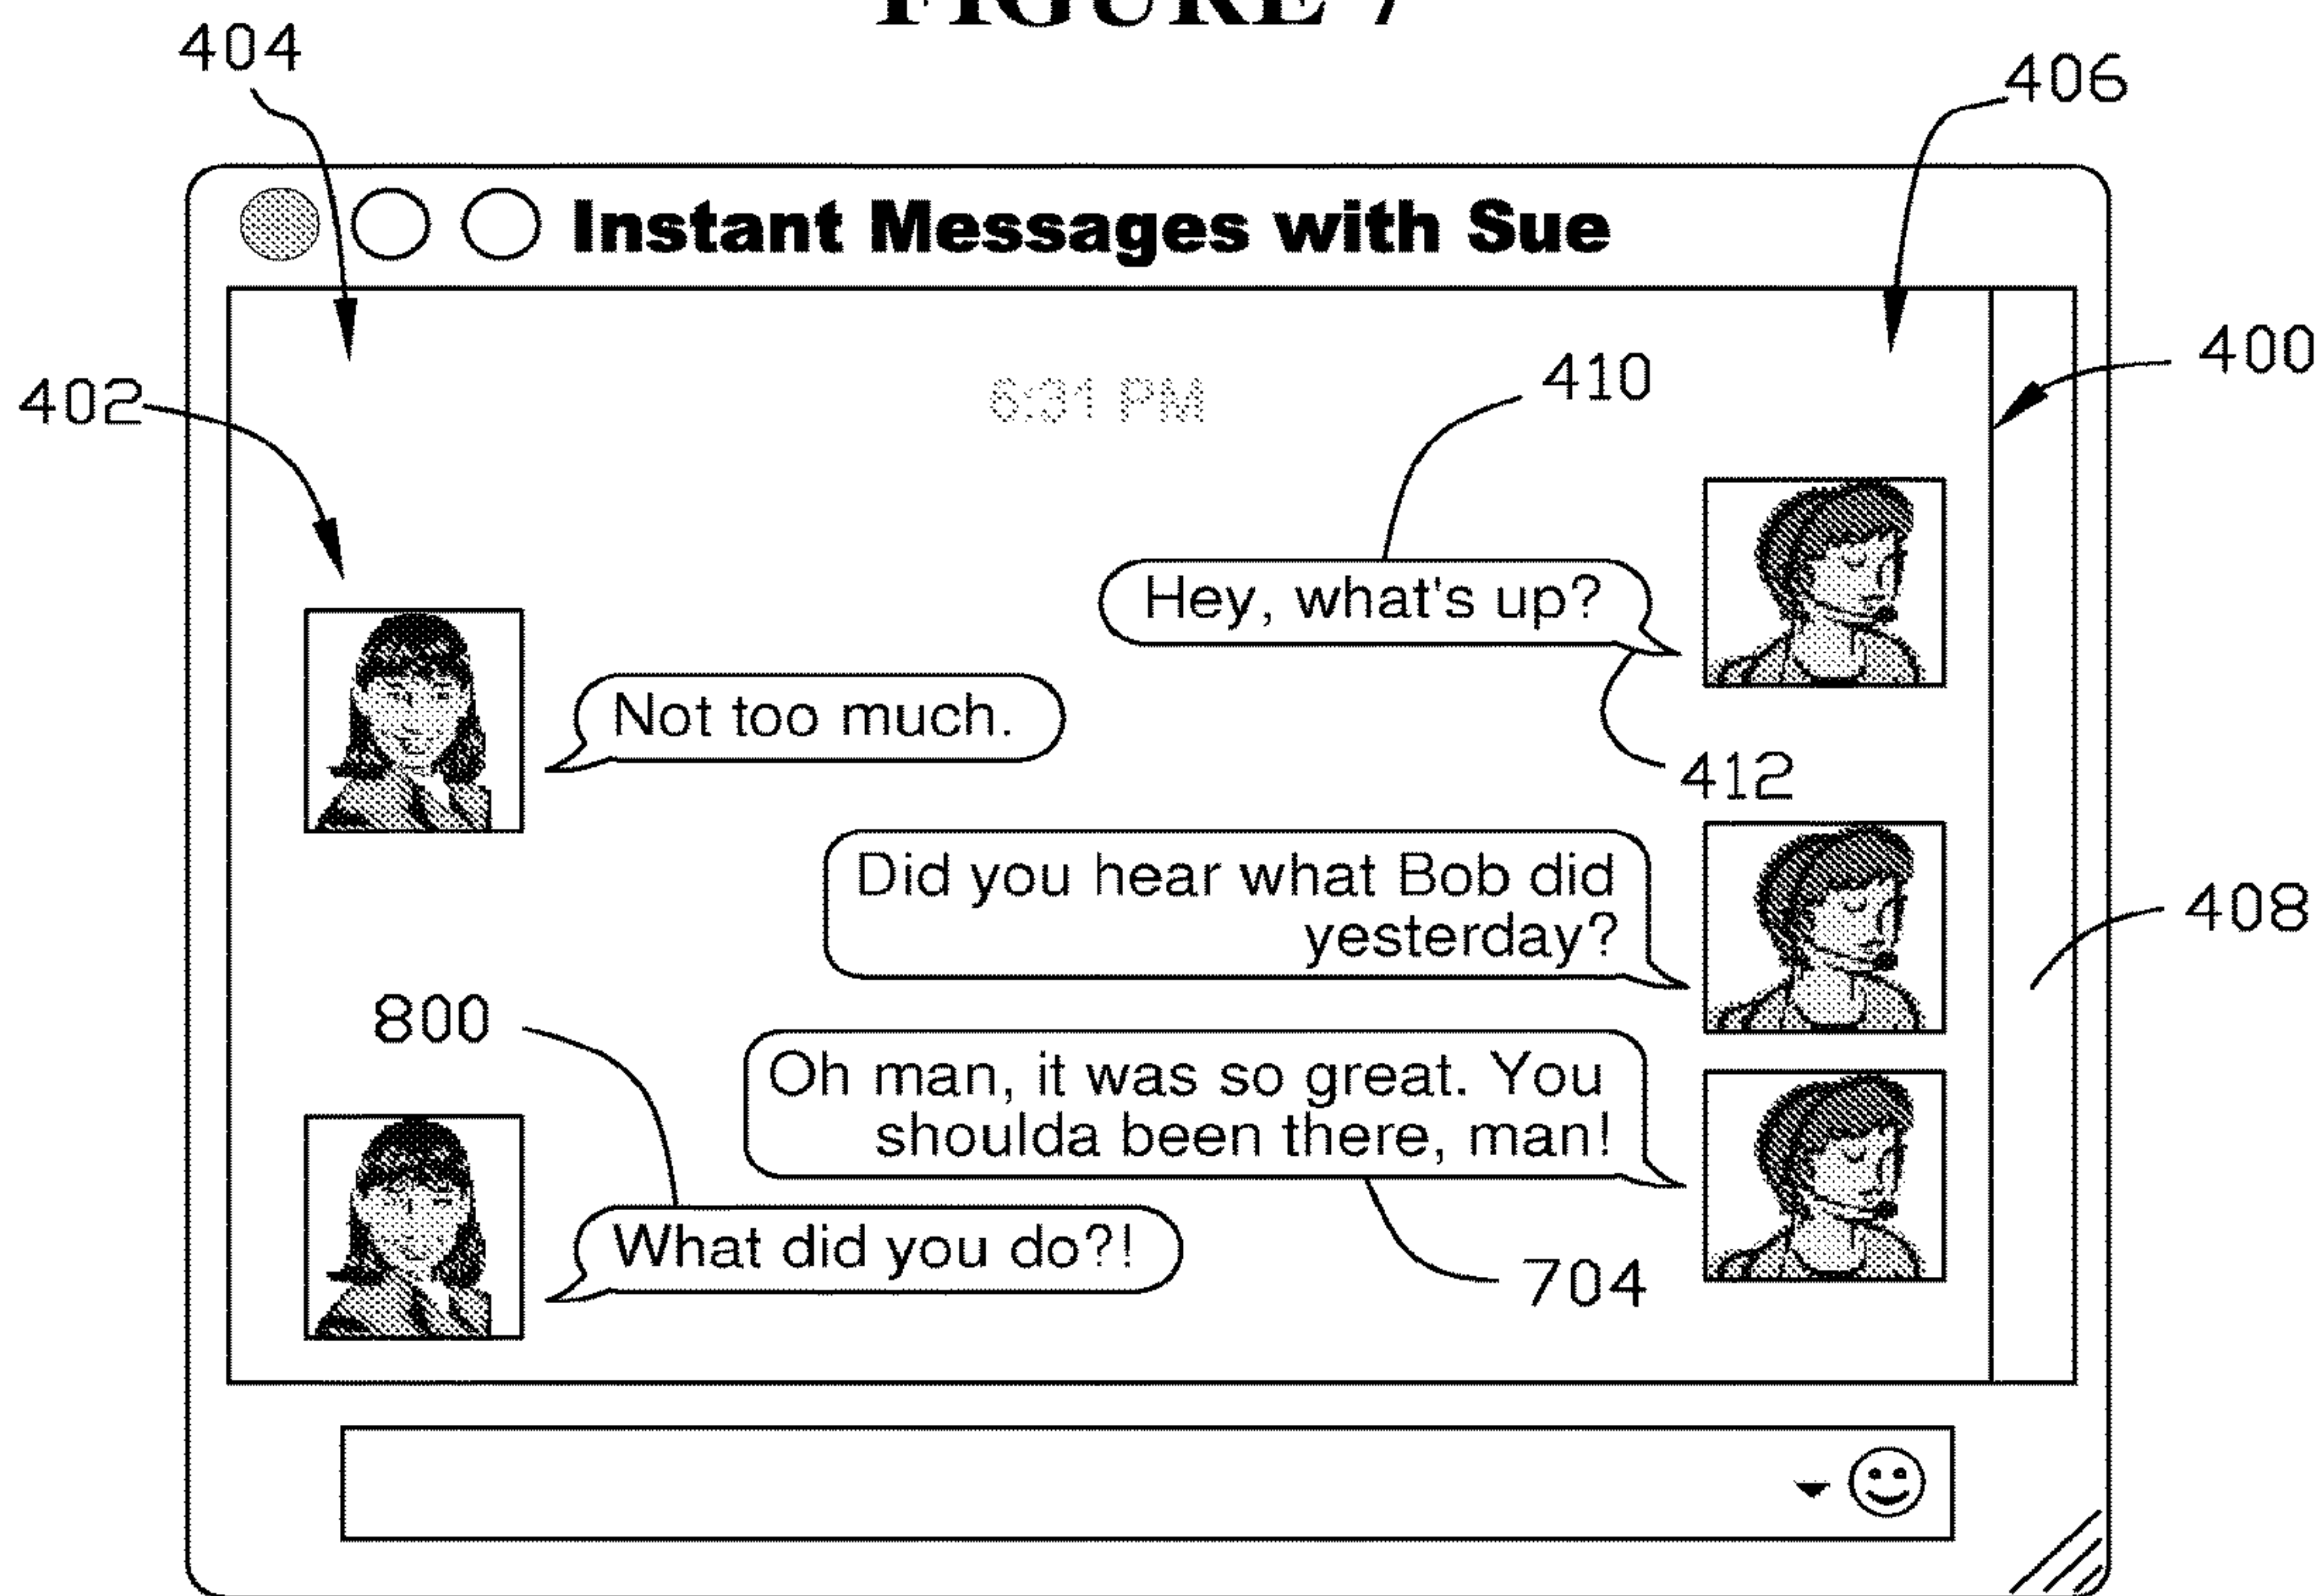 FIGURE 7
404
406
Instant Messages with Sue
400
410
6:31 PM
402
Hey, what's up?
Not too much.
412
Did you hear what Bob did
yesterday?
408
800
Oh man, it was so great. You
shoulda been there, man!
What did you do?!
704